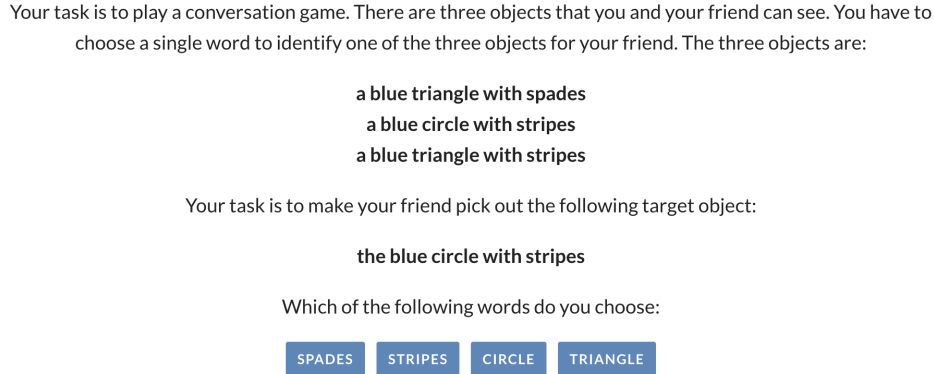 Your task is to play a conversation game. There are three objects that you and your friend can see. You have to
choose a single word to identify one of the three objects for your friend. The three objects are:
a blue triangle with spades
a blue circle with stripes
a blue triangle with stripes
Your task is to make your friend pick out the following target object:
the blue circle with stripes
Which of the following words do you choose:
SPADES STRIPES CIRCLE TRIANGLE